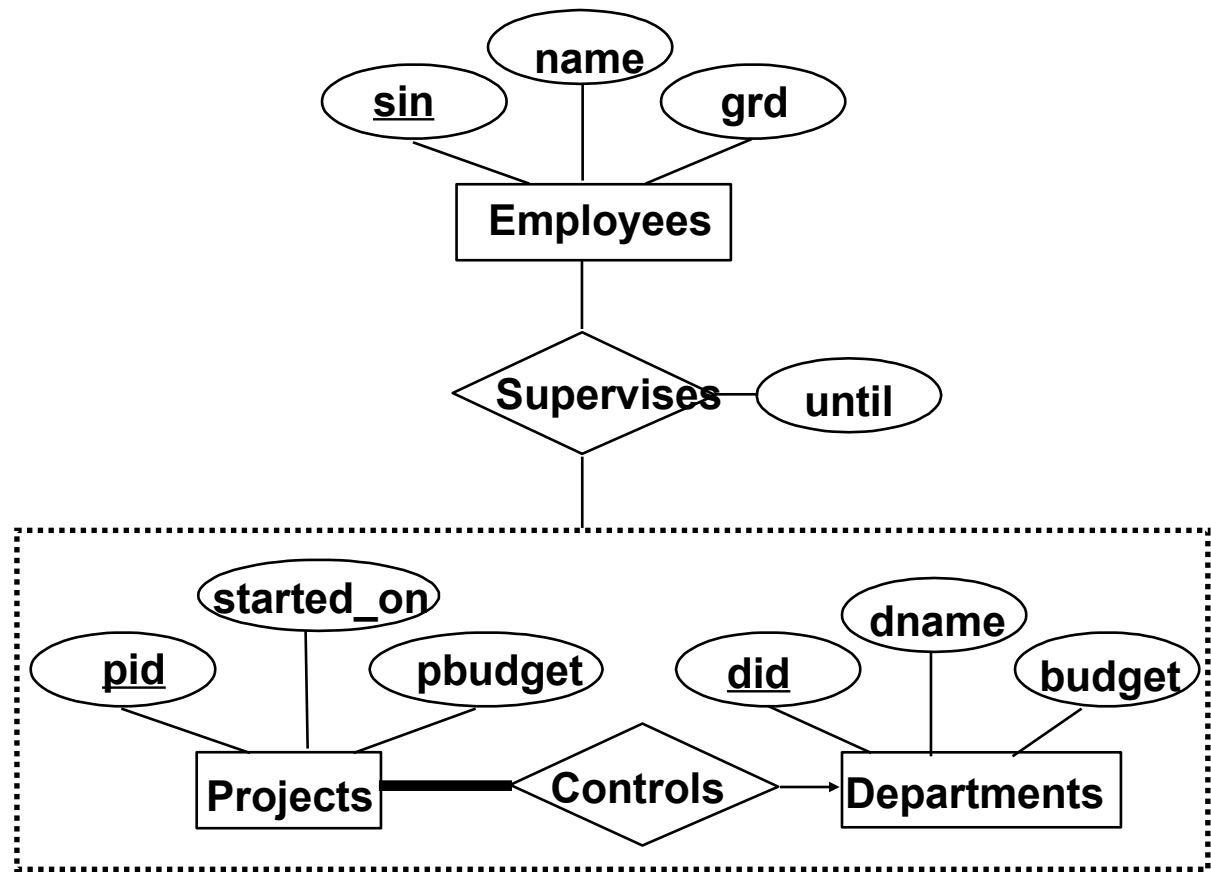 name
sin
grd
Employees
Supervises
until
started_on
dname
pid
pbudget
did
budget
Projects
Controls
Departments